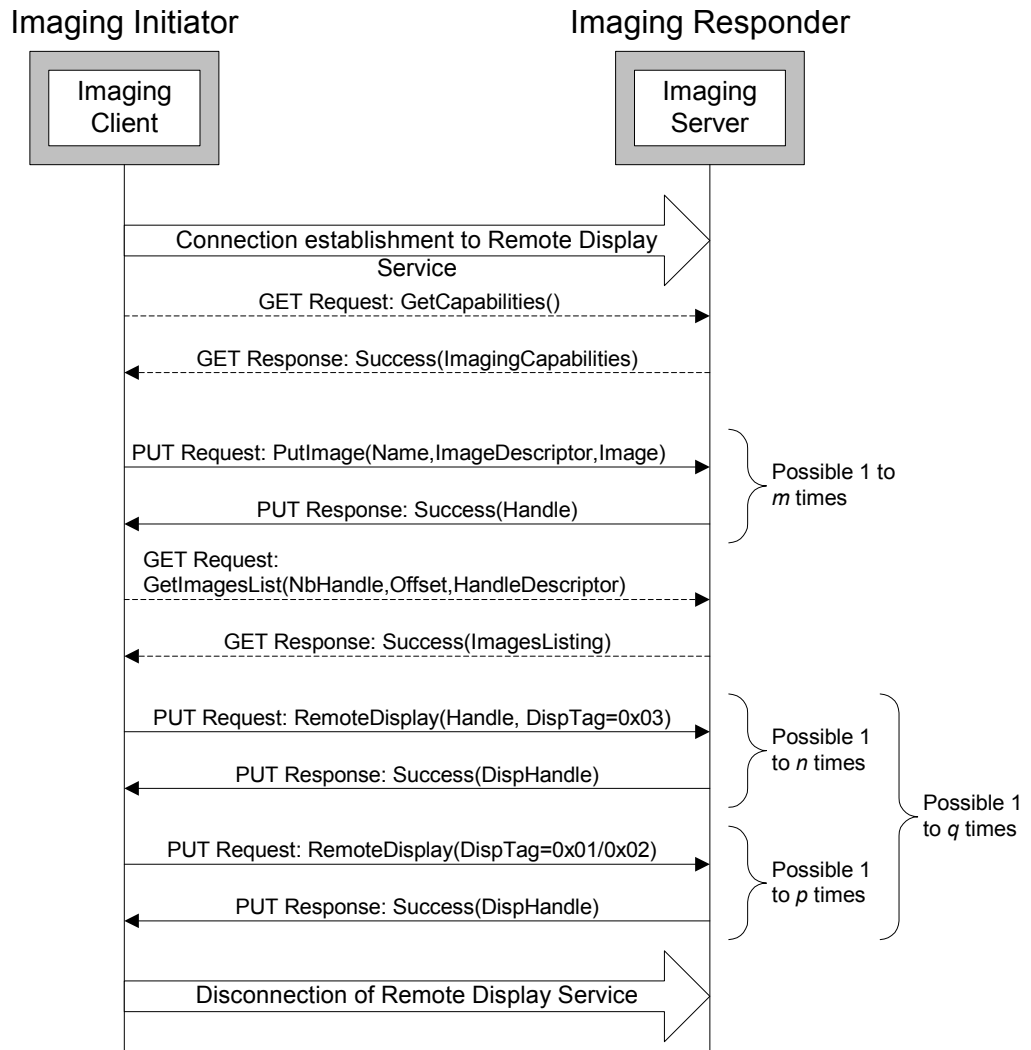 Imaging Initiator
Imaging Responder
Imaging
Client
Imaging
Server
Connection establishment to Remote Display
Service
GET Request: GetCapabilities()
GET Response: Success(ImagingCapabilities)
PUT Request: PutImage(Name,ImageDescriptor,Image)
Possible 1 to
m times
PUT Response: Success(Handle)
GET Request:
GetImagesList(NbHandle,Offset,HandleDescriptor)
GET Response: Success(ImagesListing)
PUT Request: RemoteDisplay(Handle, DispTag=0x03)
Possible 1
to n times
PUT Response: Success(DispHandle)
Possible 1
to q times
PUT Request: RemoteDisplay(DispTag=0x01/0x02)
Possible 1
to p times
PUT Response: Success(DispHandle)
Disconnection of Remote Display Service